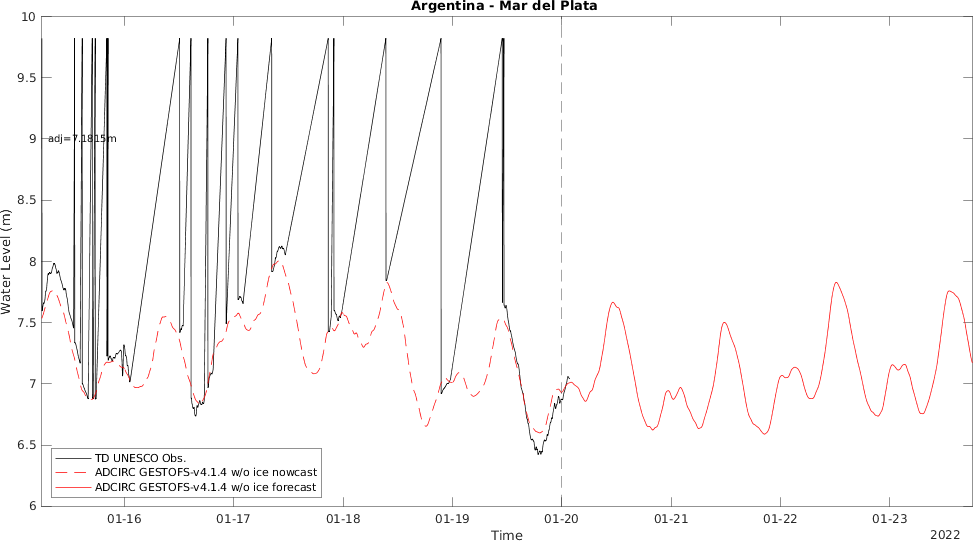 Argentina - Mar del Plata
10
9.5
9
8.5
8
7.5
7
6.5
6
adj=7.1815m
Water Level (m)
TD UNESCO Obs.
ADCIRC GESTOFS-v4.1.4 w/o ice nowcast
ADCIRC GESTOFS-v4.1.4 w/o ice forecast
01-16
01-17
01-18
01-19
01-20
01-21
01-22
01-23
Time
2022